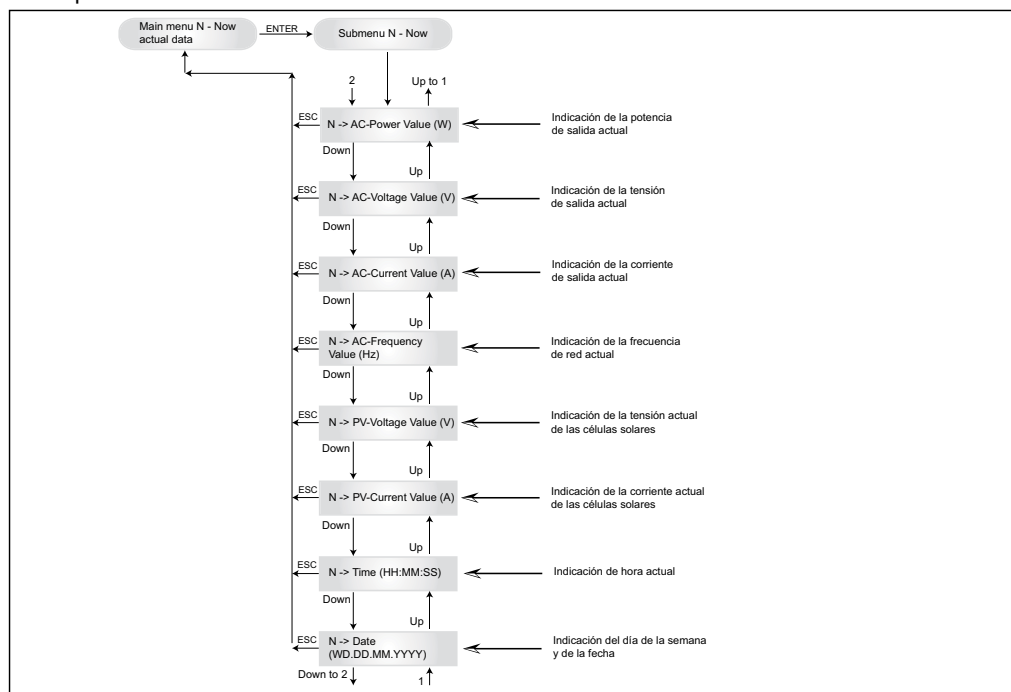 Main menu N - Now
actual data
ENTER
Submenu N - Now
2
Up to 1
ESC
N -> AC-Power Value (W)
Indicación de la potencia
de salida actual
Down
Up
ESC
N -> AC-Voltage Value (V)
Indicación de la tensión
de salida actual
Down
Up
ESC
N -> AC-Current Value (A)
Indicación de la corriente
de salida actual
Down
Up
ESC
N -> AC-Frequency
Value (Hz)
Indicación de la frecuencia
de red actual
Down
Up
ESC
N -> PV-Voltage Value (V)
Indicación de la tensión actual
de las células solares
Down
Up
ESC
N -> PV-Current Value (A)
Indicación de la corriente actual
de las células solares
Down
Up
ESC
N -> Time (HH:MM:SS)
Indicación de hora actual
Down
Up
ESC
N -> Date
(WD.DD.MM.YYYY)
Indicación del día de la semana
y de la fecha
Down to 2
1